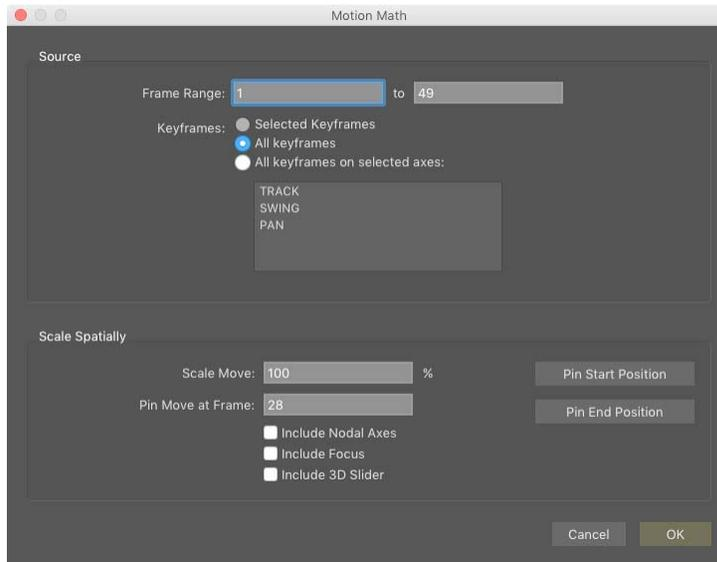 Motion Math
Source
Frame Range: 1 to 49
Keyframes: Selected Keyframes
All keyframes
All keyframes on selected axes:
TRACK
SWING
PAN
Scale Spatially
Scale Move: 100 % Pin Start Position
Pin Move at Frame: 28 Pin End Position
Include Nodal Axes
Include Focus
Include 3D Slider
Cancel OK